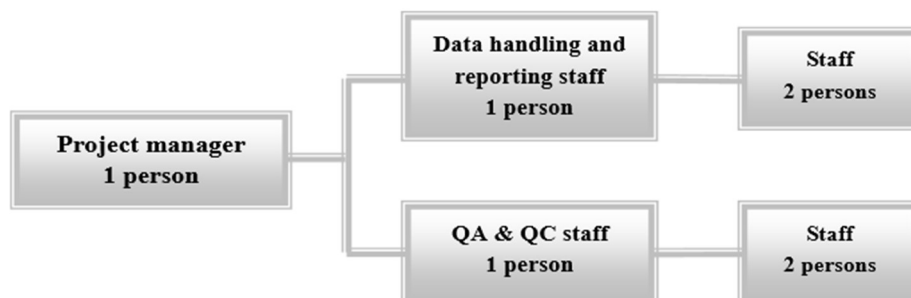 Data handling and
reporting staff
1 person
Staff
2 persons
Project manager
1 person
QA & QC staff
1 person
Staff
2 persons